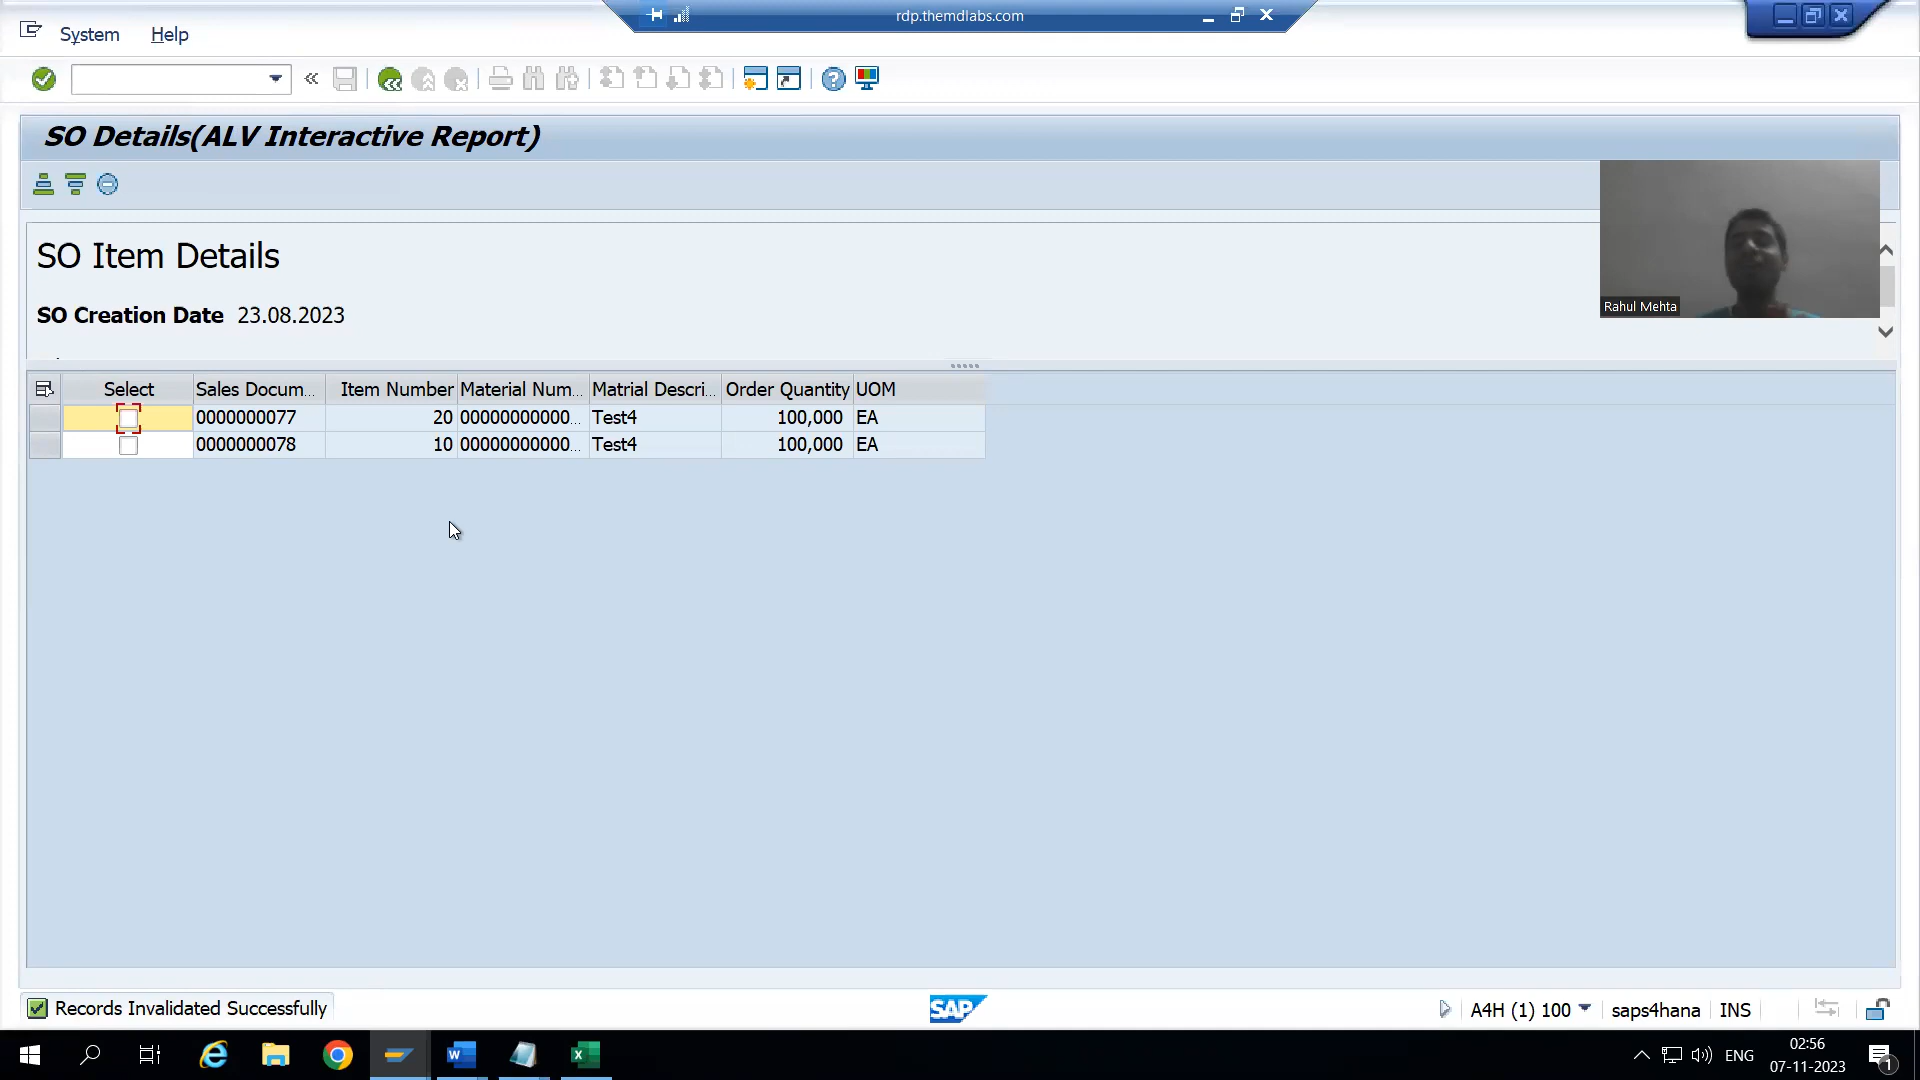 rdp.themdlabs.com
System Help
SO Details(ALV Interactive Report)
SO Item Details
Rahul Mehta
SO Creation Date 23.08.2023
Select Sales Docum... Item Number Material Num... Matrial Descri... Order Quantity UOM
0000000077 20 00000000000... Test4 100,000 EA
0000000078 10 00000000000... Test4 100,000 EA
Records Invalidated Successfully SAP A4H (1) 100 saps4hana INS
ENG 02:56
07-11-2023 1